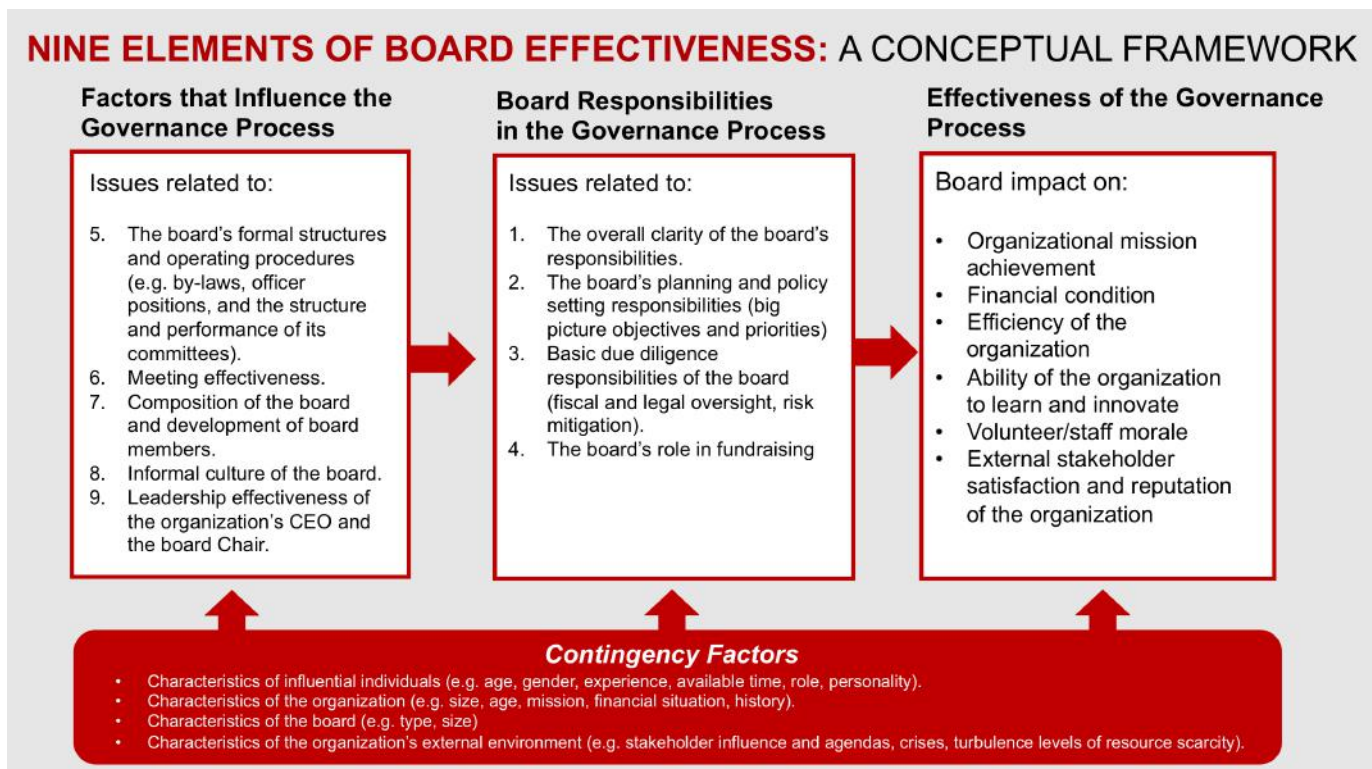 NINE ELEMENTS OF BOARD EFFECTIVENESS: A CONCEPTUAL FRAMEWORK
Factors that Influence the
Governance Process
Issues related to:
5. The board's formal structures
and operating procedures
(e.g. by-laws, officer
positions, and the structure
and performance of its
committees).
6. Meeting effectiveness.
7. Composition of the board
and development of board
members.
8. Informal culture of the board.
9. Leadership effectiveness of
the organization's CEO and
the board Chair.
Board Responsibilities
in the Governance Process
Issues related to:
1. The overall clarity of the board's
responsibilities.
2. The board's planning and policy
setting responsibilities (big
picture objectives and priorities)
3. Basic due diligence
responsibilities of the board
(fiscal and legal oversight, risk
mitigation).
4. The board's role in fundraising
Effectiveness of the Governance
Process
Board impact on:
• Organizational mission
achievement
• Financial condition
• Efficiency of the
organization
• Ability of the organization
to learn and innovate
• Volunteer/staff morale
• External stakeholder
satisfaction and reputation
of the organization
Contingency Factors
• Characteristics of influential individuals (e.g. age, gender, experience, available time, role, personality).
• Characteristics of the organization (e.g. size, age, mission, financial situation, history).
• Characteristics of the board (e.g. type, size)
• Characteristics of the organization's external environment (e.g. stakeholder influence and agendas, crises, turbulence levels of resource scarcity).